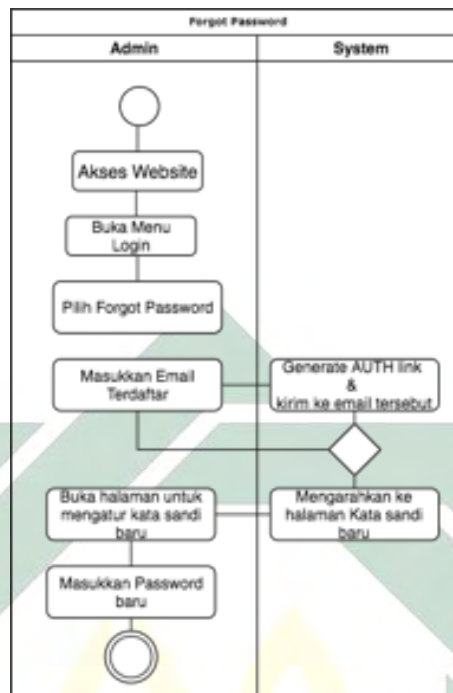 Forgot Password
Admin
System
Akses Website
Buka Menu
Login
Pilih Forgot Password
Masukkan Email
Terdaftar
Generate AUTH link
&
kirim ke email tersebut
Buka halaman untuk
mengatur kata sandi
baru
Mengarahkan ke
halaman Kata sandi
baru
Masukkan Password
baru